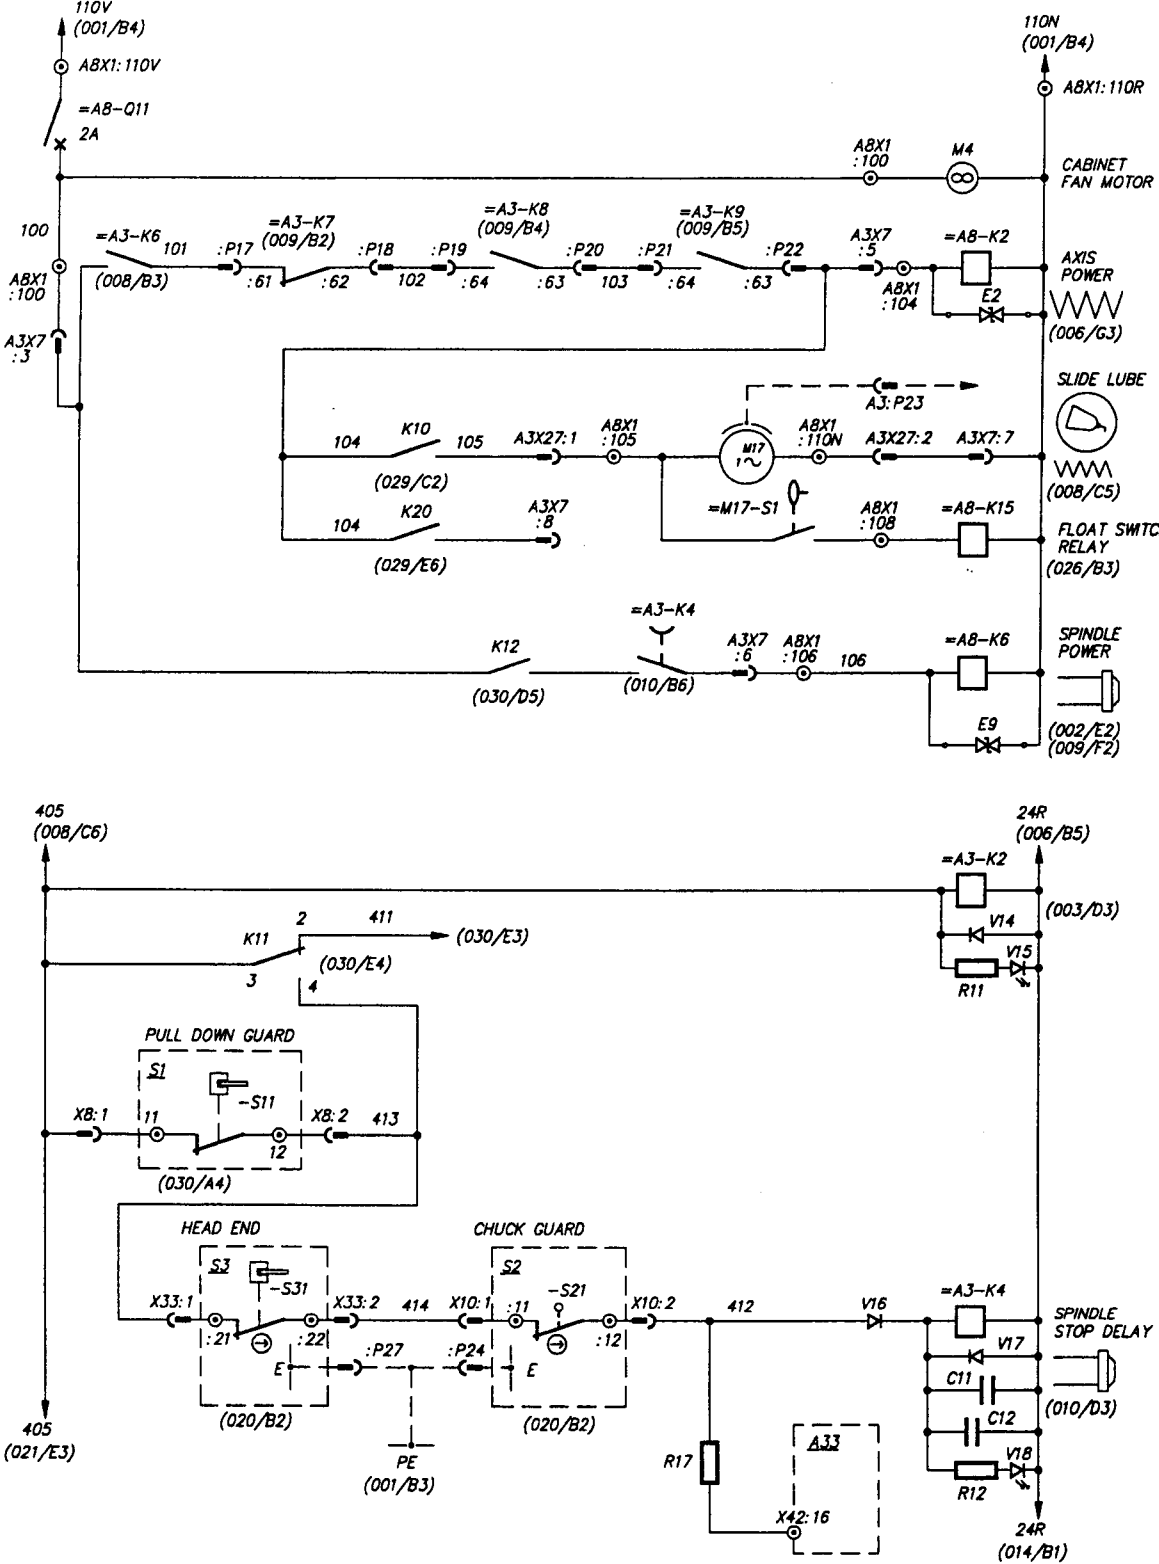 110V
(001/B4)
110N
(001/B4)
A8X1:110V
A8X1:110R
=A8-Q11
2A
A8X1
:100
M4
CABINET
FAN MOTOR
100
=A3-K6
101
(008/B3)
:P17
:61
=A3-K7
(009/B2)
:62
:P18
102
:P19
:64
=A3-K8
(009/B4)
:63
:P20
103
:P21
:64
=A3-K9
(009/B5)
:63
:P22
A3X7
:5
A8X1
:104
=A8-K2
E2
AXIS
POWER
(006/G3)
A8X1
:100
A3X7
:3
SLIDE LUBE
A3:P23
104
K10
105
(029/C2)
A3X27:1
A8X1
:105
M17
1∿
A8X1
:110N
A3X27:2
A3X7:7
(008/C5)
104
K20
(029/E6)
A3X7
:8
=M17-S1
A8X1
:108
=A8-K15
FLOAT SWITC
RELAY
(026/B3)
K12
(030/D5)
=A3-K4
(010/B6)
A3X7
:6
A8X1
:106
106
=A8-K6
SPINDLE
POWER
E9
(002/E2)
(009/F2)
405
(008/C6)
24R
(006/B5)
=A3-K2
(003/D3)
V14
V15
R11
2
411
(030/E3)
K11
(030/E4)
3
4
PULL DOWN GUARD
S1
-S11
X8:1
11
12
X8:2
413
(030/A4)
HEAD END
CHUCK GUARD
S3
-S31
S2
-S21
X33:1
:21
:22
X33:2
414
X10:1
:11
:12
X10:2
412
V16
=A3-K4
SPINDLE
STOP DELAY
E
:P27
:P24
E
V17
C11
(020/B2)
(020/B2)
(010/D3)
C12
405
(021/E3)
PE
(001/B3)
R17
A33
V18
R12
X42:16
24R
(014/B1)